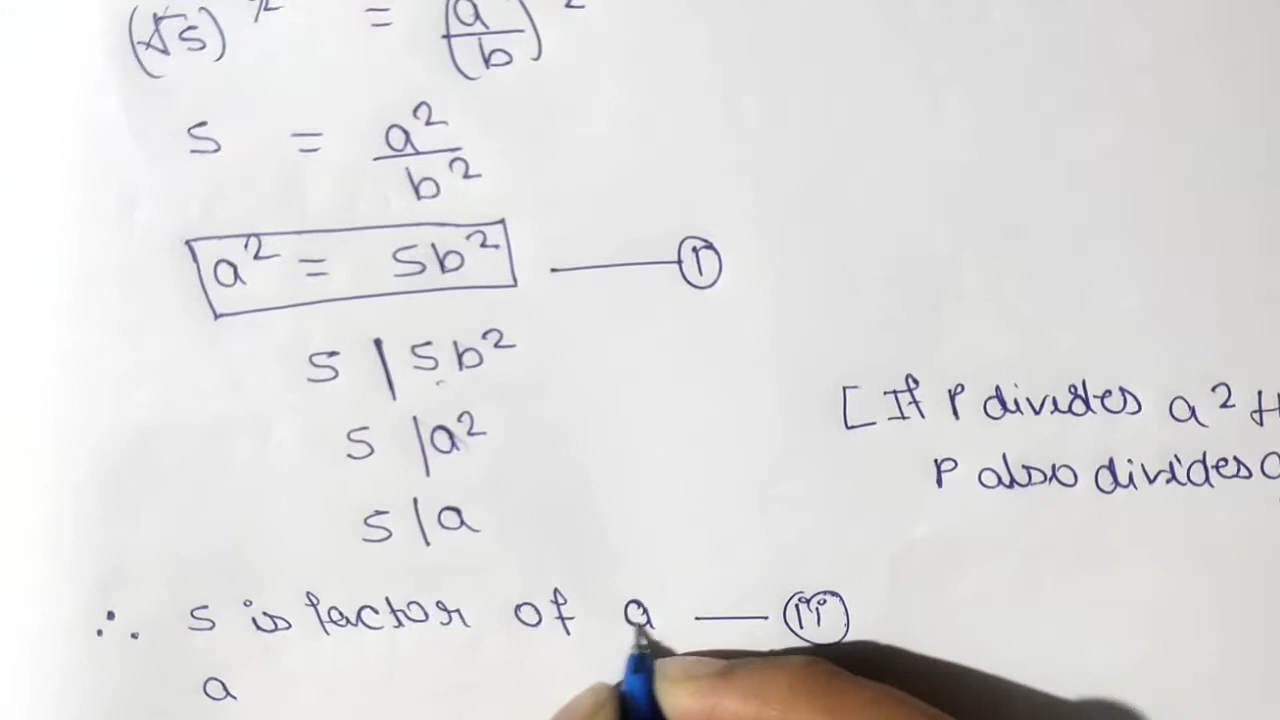 (√5)² = (a/b)²
5 = a²/b²
a² = 5b² — (i)
5 | 5b²
5 | a²
[If P divides a²
P also divides
5 | a
∴ 5 is factor of a — (ii)
a